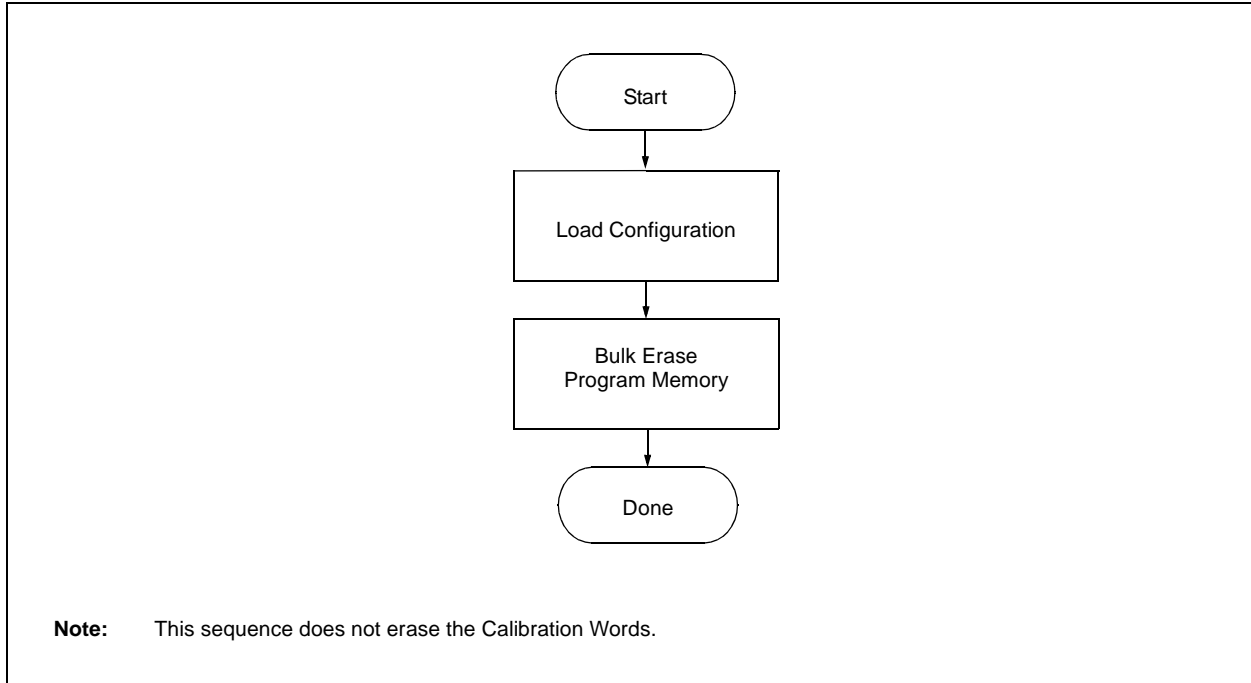 Start
Load Configuration
Bulk Erase
Program Memory
Done
Note: This sequence does not erase the Calibration Words.